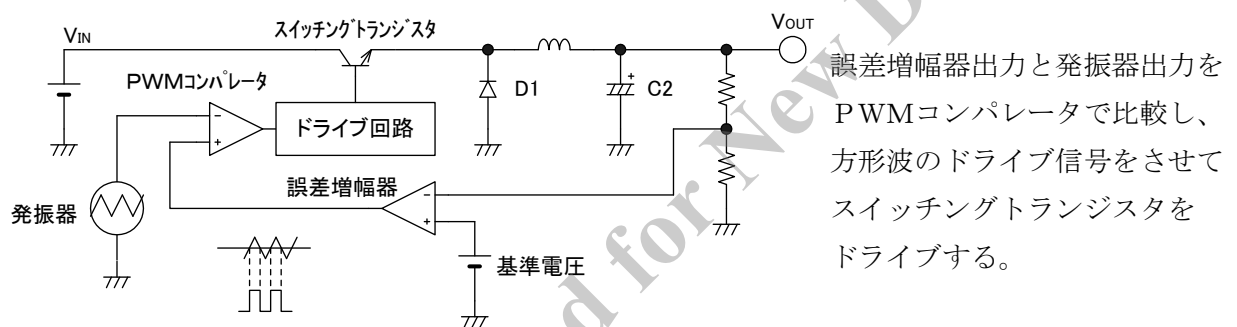 VIN
スイッチングトランジスタ
VOUT
PWMコンパレータ
D1
C2
ドライブ回路
-
+
誤差増幅器
-
+
発振器
基準電圧
+
誤差増幅器出力と発振器出力を
PWMコンパレータで比較し、
方形波のドライブ信号をさせて
スイッチングトランジスタを
ドライブする。
d for New D